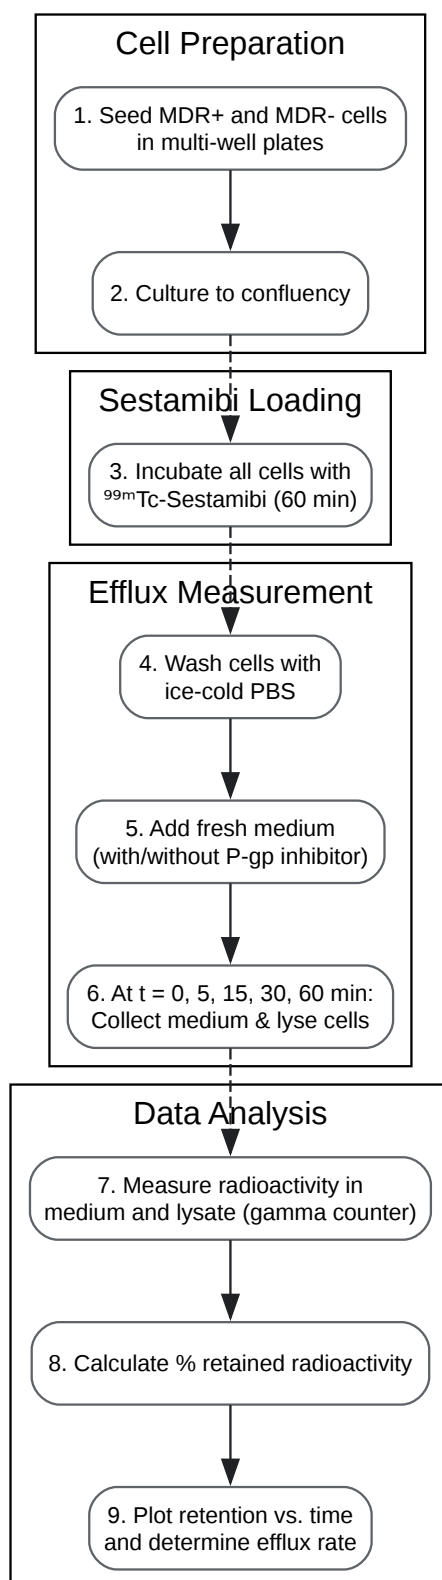 Cell Preparation
1. Seed MDR+ and MDR- cells
in multi-well plates
2. Culture to confluency
Sestamibi Loading
3. Incubate all cells with
⁹⁹ᵐTc-Sestamibi (60 min)
Efflux Measurement
4. Wash cells with
ice-cold PBS
5. Add fresh medium
(with/without P-gp inhibitor)
6. At t = 0, 5, 15, 30, 60 min:
Collect medium & lyse cells
Data Analysis
7. Measure radioactivity in
medium and lysate (gamma counter)
8. Calculate % retained radioactivity
9. Plot retention vs. time
and determine efflux rate